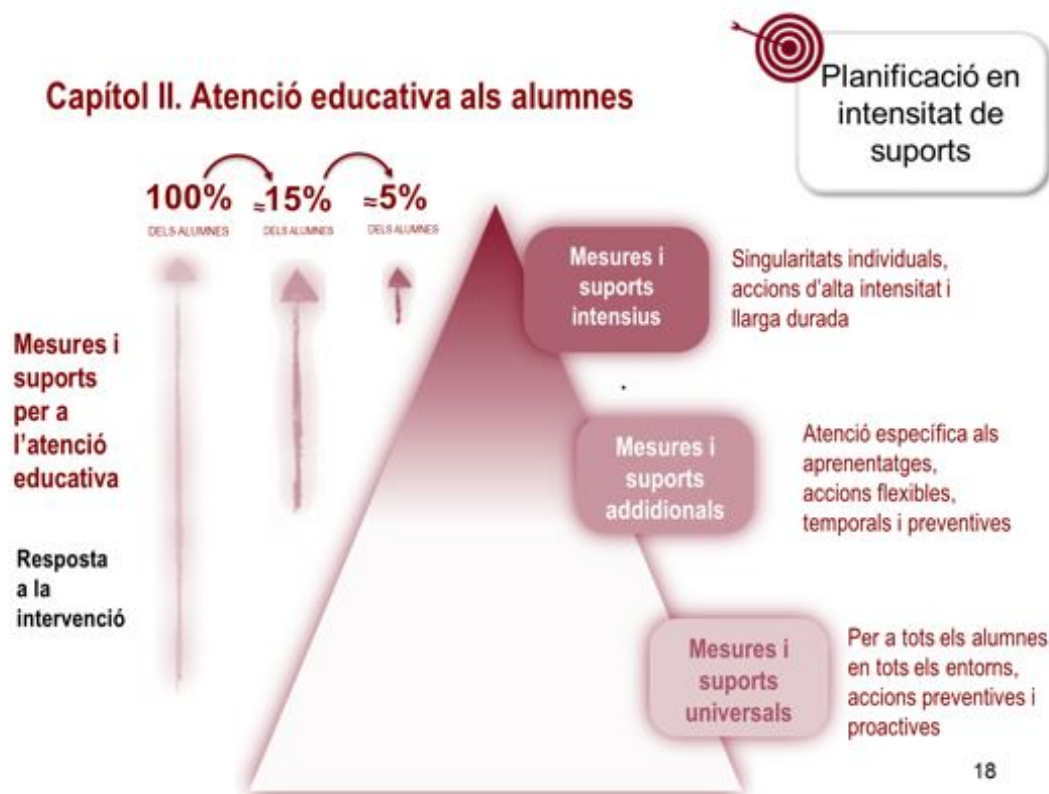 Capítol II. Atenció educativa als alumnes
Planificació en
intensitat de
suports
100%
≈15%
≈5%
DELS ALUMNES
DELS ALUMNES
DELS ALUMNES
Mesures i
suports
per a
l'atenció
educativa
Resposta
a la
intervenció
Mesures i
suports
intensius
Singularitats individuals,
accions d'alta intensitat i
llarga durada
Mesures i
suports
addidionals
Atenció específica als
aprenentatges,
accions flexibles,
temporals i preventives
Mesures i
suports
universals
Per a tots els alumnes
en tots els entorns,
accions preventives i
proactives
18